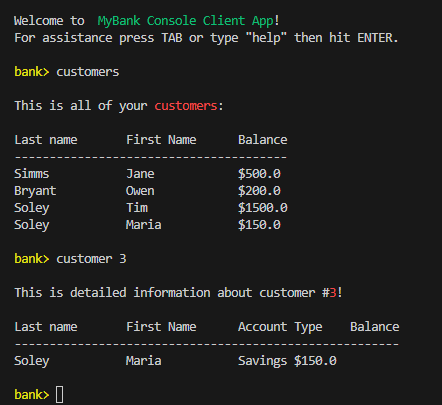 Welcome to  MyBank Console Client App!
For assistance press TAB or type "help" then hit ENTER.
bank> customers
This is all of your customers:
Last name       First Name      Balance
---------------------------------------
Simms           Jane            $500.0
Bryant          Owen            $200.0
Soley           Tim             $1500.0
Soley           Maria           $150.0
bank> customer 3
This is detailed information about customer #3!
Last name       First Name      Account Type    Balance
-------------------------------------------------------
Soley           Maria           Savings $150.0
bank>